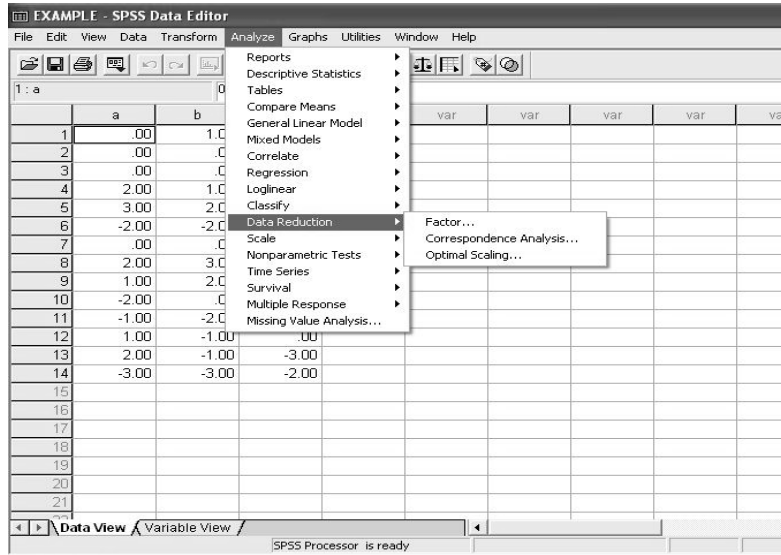 EXAMPLE - SPSS Data Editor
File Edit View Data Transform Analyze Graphs Utilities Window Help
1 : a
Reports
Descriptive Statistics
Tables
Compare Means
General Linear Model
Mixed Models
Correlate
Regression
Loglinear
Classify
Data Reduction
Scale
Nonparametric Tests
Time Series
Survival
Multiple Response
Missing Value Analysis...
Factor...
Correspondence Analysis...
Optimal Scaling...
a b var var var
1 .00
2 .00
3 .00
4 2.00
5 3.00
6 -2.00
7 .00
8 2.00
9 1.00
10 -2.00
11 -1.00
12 1.00 -1.00 .00
13 2.00 -1.00 -3.00
14 -3.00 -3.00 -2.00
15
16
17
18
19
20
21
Data View Variable View
SPSS Processor is ready